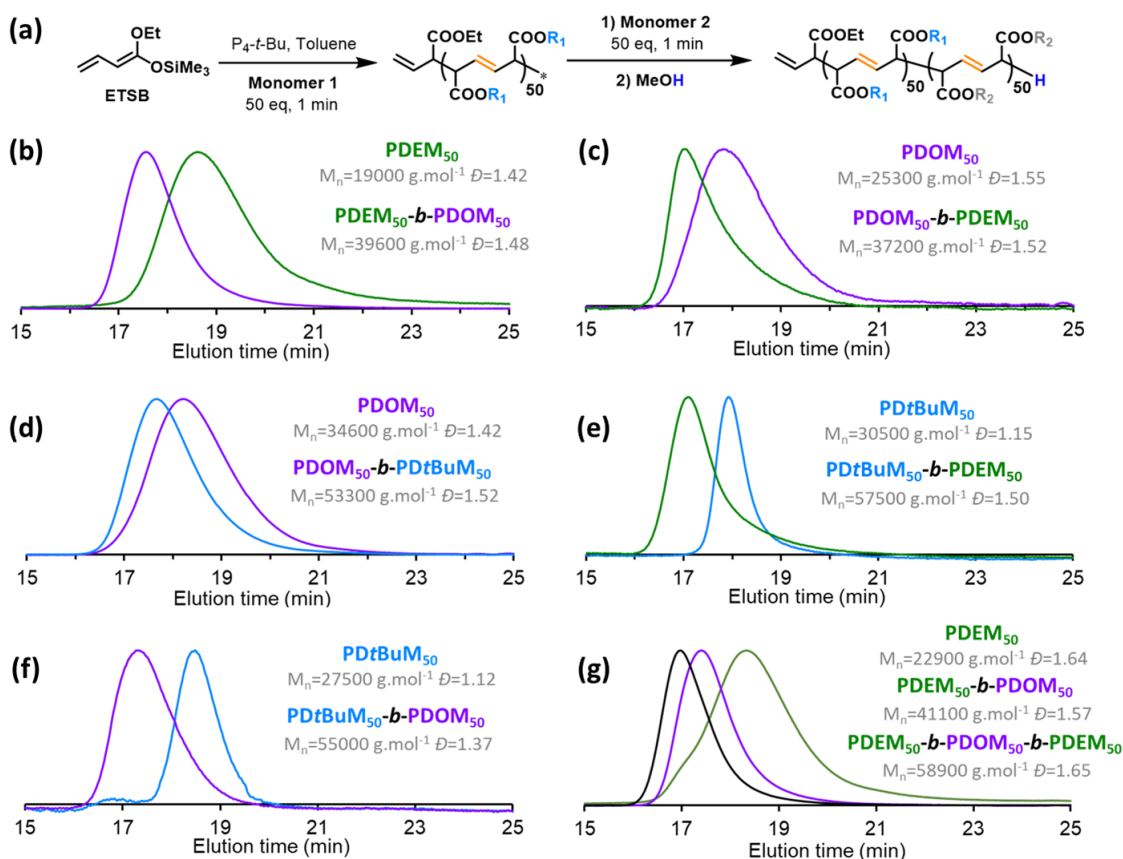 (a)
OEt
OSiMe₃
ETSB
P₄-t-Bu, Toluene
Monomer 1
50 eq, 1 min
COOEt
COOR₁
COOR₁
50
*
1) Monomer 2
50 eq, 1 min
2) MeOH
COOEt
COOR₁
COOR₂
COOR₁
50
COOR₂
50
H
(b)
PDEM₅₀
Mₙ=19000 g.mol⁻¹ Đ=1.42
PDEM₅₀-b-PDOM₅₀
Mₙ=39600 g.mol⁻¹ Đ=1.48
15 17 19 21 23 25
Elution time (min)
(c)
PDOM₅₀
Mₙ=25300 g.mol⁻¹ Đ=1.55
PDOM₅₀-b-PDEM₅₀
Mₙ=37200 g.mol⁻¹ Đ=1.52
15 17 19 21 23 25
Elution time (min)
(d)
PDOM₅₀
Mₙ=34600 g.mol⁻¹ Đ=1.42
PDOM₅₀-b-PDtBuM₅₀
Mₙ=53300 g.mol⁻¹ Đ=1.52
15 17 19 21 23 25
Elution time (min)
(e)
PDtBuM₅₀
Mₙ=30500 g.mol⁻¹ Đ=1.15
PDtBuM₅₀-b-PDEM₅₀
Mₙ=57500 g.mol⁻¹ Đ=1.50
15 17 19 21 23 25
Elution time (min)
(f)
PDtBuM₅₀
Mₙ=27500 g.mol⁻¹ Đ=1.12
PDtBuM₅₀-b-PDOM₅₀
Mₙ=55000 g.mol⁻¹ Đ=1.37
15 17 19 21 23 25
Elution time (min)
(g)
PDEM₅₀
Mₙ=22900 g.mol⁻¹ Đ=1.64
PDEM₅₀-b-PDOM₅₀
Mₙ=41100 g.mol⁻¹ Đ=1.57
PDEM₅₀-b-PDOM₅₀-b-PDEM₅₀
Mₙ=58900 g.mol⁻¹ Đ=1.65
15 17 19 21 23 25
Elution time (min)